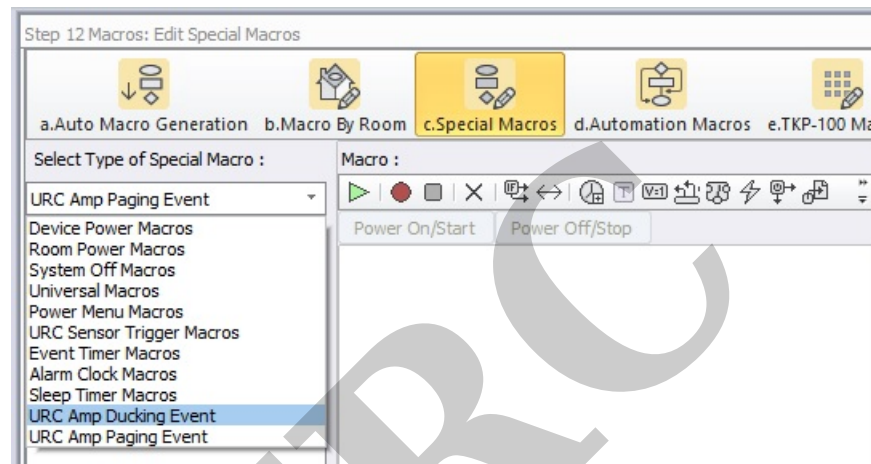 Step 12 Macros: Edit Special Macros
a.Auto Macro Generation b.Macro By Room c.Special Macros d.Automation Macros e.TKP-100 Ma
Select Type of Special Macro : Macro :
URC Amp Paging Event
IF T V=1
Power On/Start Power Off/Stop
Device Power Macros
Room Power Macros
System Off Macros
Universal Macros
Power Menu Macros
URC Sensor Trigger Macros
Event Timer Macros
Alarm Clock Macros
Sleep Timer Macros
URC Amp Ducking Event
URC Amp Paging Event
RC